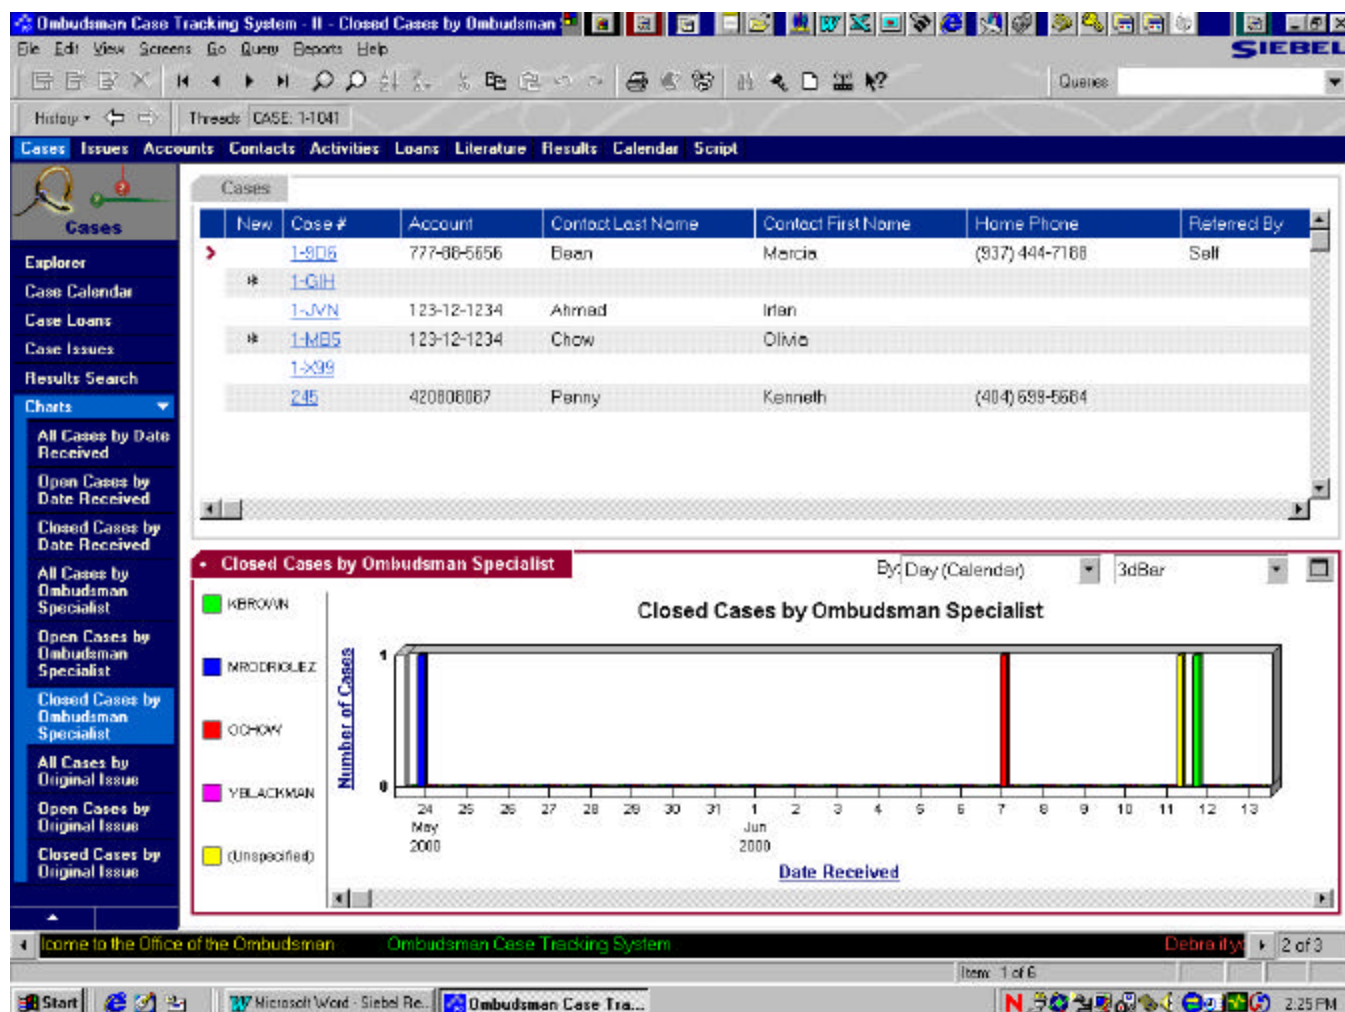 Ombudsman Case Tracking System - II - Closed Cases by Ombudsman
File Edit View Screens Go Query Reports Help
SIEBEL
Queries
History Threads CASE: 1-1041
Cases Issues Accounts Contacts Activities Loans Literature Results Calendar Script
Cases
Explorer
Case Calendar
Case Loans
Case Issues
Results Search
Charts
All Cases by Date
Received
Open Cases by
Date Received
Closed Cases by
Date Received
All Cases by
Ombudsman
Specialist
Open Cases by
Ombudsman
Specialist
Closed Cases by
Ombudsman
Specialist
All Cases by
Original Issue
Open Cases by
Original Issue
Closed Cases by
Original Issue
Cases
New Case # Account Contact Last Name Contact First Name Home Phone Referred By
1-9D6 777-88-5656 Bean Marcia (937) 444-7188 Self
* 1-GIH
1-JVN 123-12-1234 Ahmad Irfan
* 1-MB5 123-12-1234 Chow Olivia
1-X99
245 420808087 Penny Kenneth (404) 699-5684
Closed Cases by Ombudsman Specialist
By: Day (Calendar) 3dBar
Closed Cases by Ombudsman Specialist
KBROWN
MRODRIGUEZ
OCHOW
YBLACKMAN
(Unspecified)
Number of Cases
1
0
24 25 26 27 28 29 30 31 1 2 3 4 5 6 7 8 9 10 11 12 13
May Jun
2000 2000
Date Received
lcome to the Office of the Ombudsman Ombudsman Case Tracking System Debra if yo 2 of 3
Item: 1 of 6
Start Microsoft Word - Siebel Re... Ombudsman Case Tra... 2:25 PM